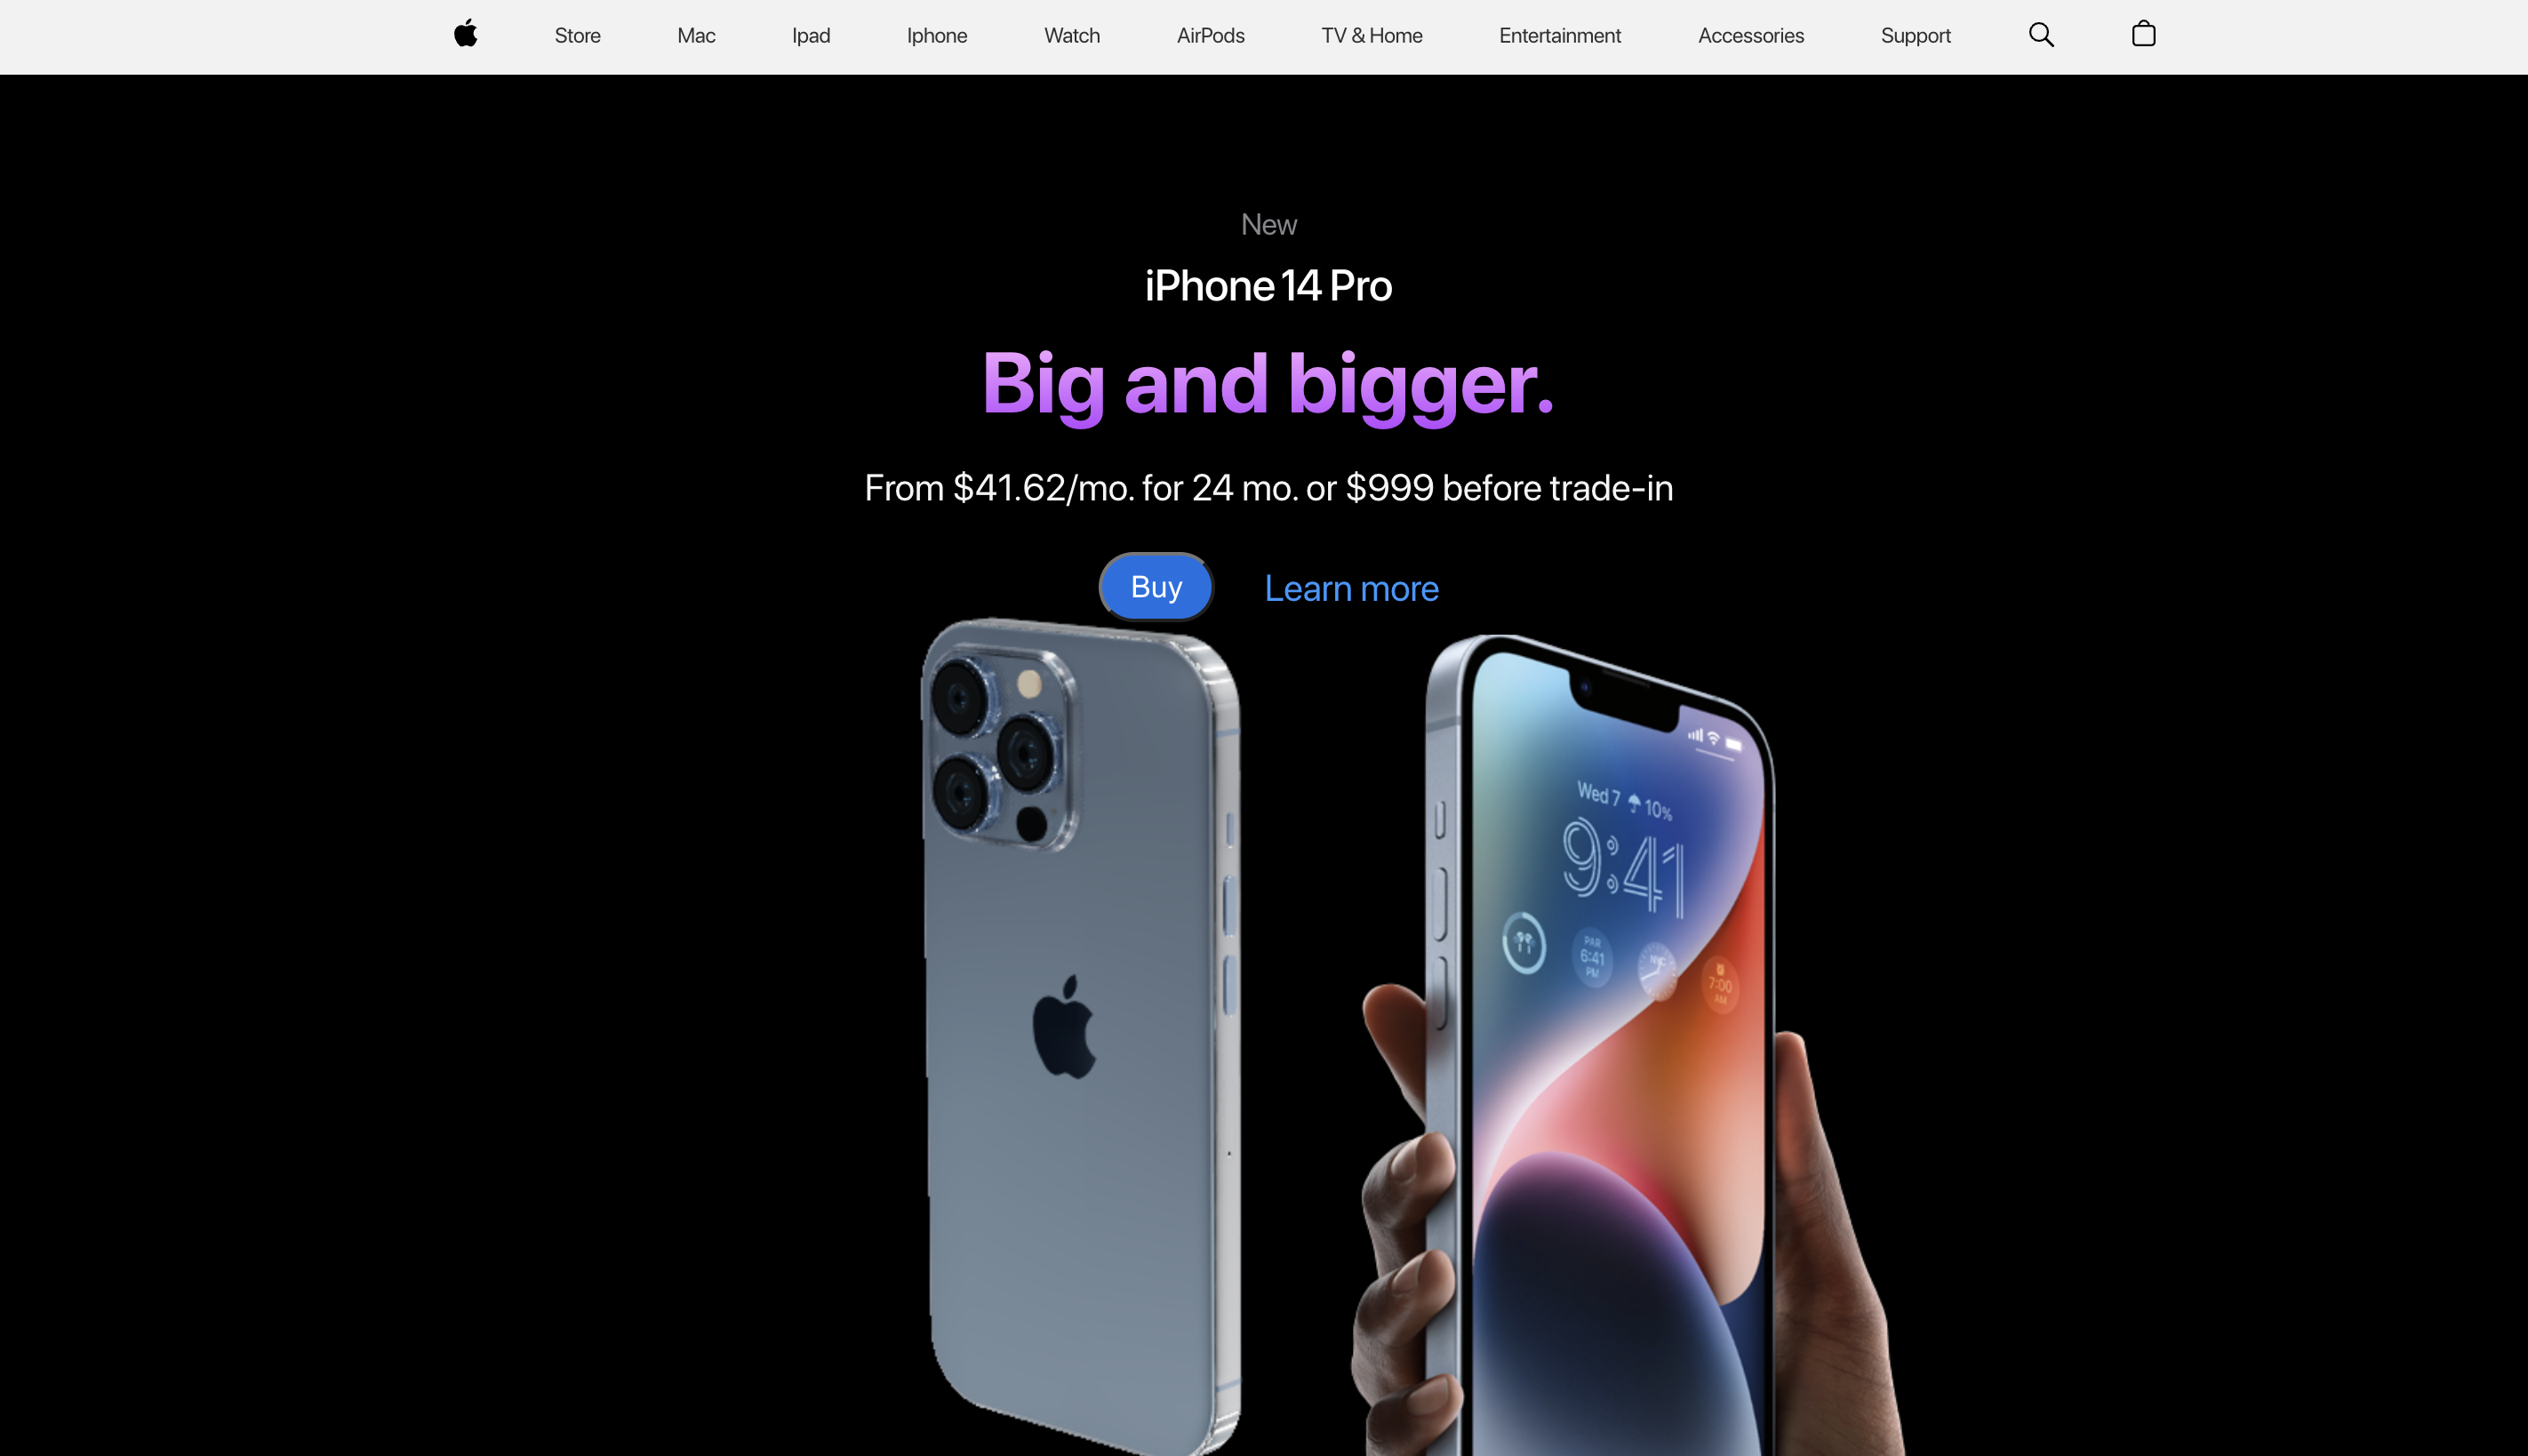 Store Mac Ipad Iphone Watch AirPods TV & Home Entertainment Accessories Support
New
iPhone 14 Pro
Big and bigger.
From $41.62/mo. for 24 mo. or $999 before trade-in
Buy Learn more
Wed 7 10%
9:41
PAR
6:41
PM
NYC
7:00
AM